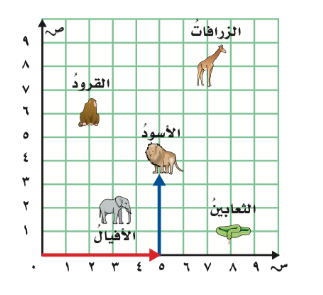 ص
الزرافاتُ
٩
٨
القرودُ
٧
٦
الأسودُ
٥
٤
٣
الثعابينُ
٢
الأفيالُ
١
٠ ١ ٢ ٣ ٤ ٥ ٦ ٧ ٨ ٩ س